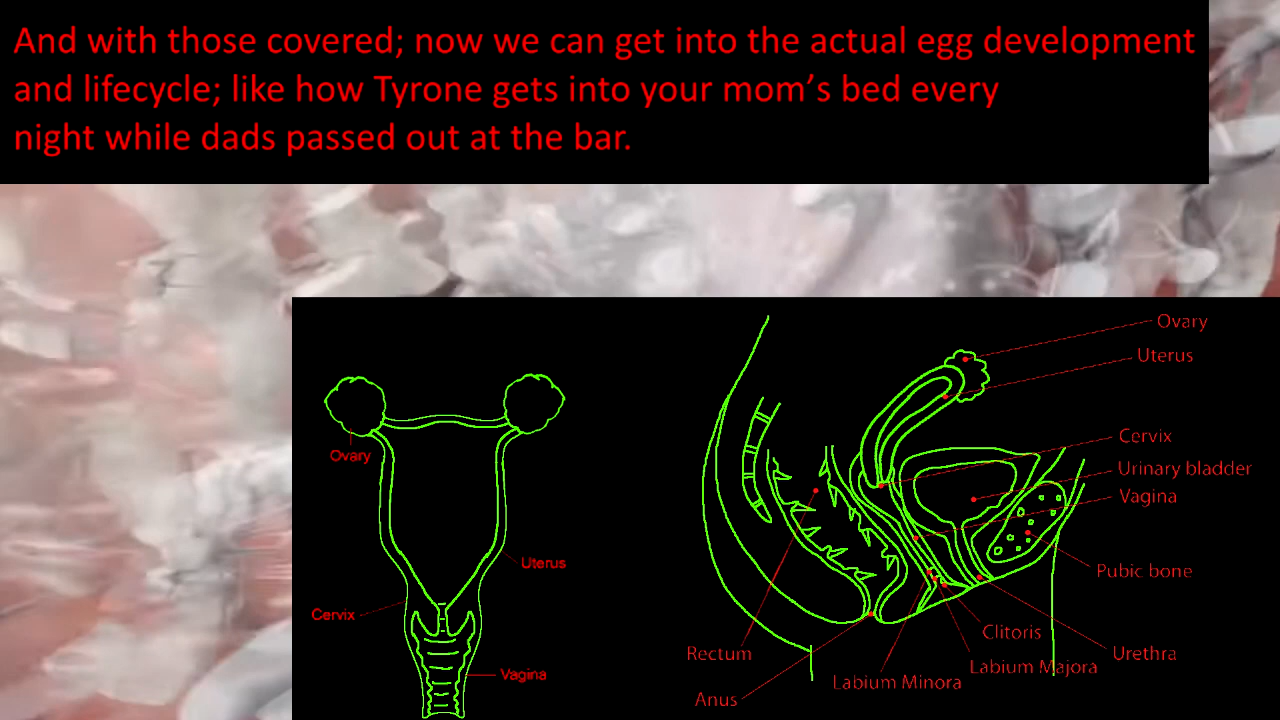 And with those covered; now we can get into the actual egg development
and lifecycle; like how Tyrone gets into your mom’s bed every
night while dads passed out at the bar.
Ovary
Uterus
Cervix
Vagina
Ovary
Uterus
Cervix
Urinary bladder
Vagina
Pubic bone
Clitoris
Urethra
Labium Majora
Labium Minora
Rectum
Anus